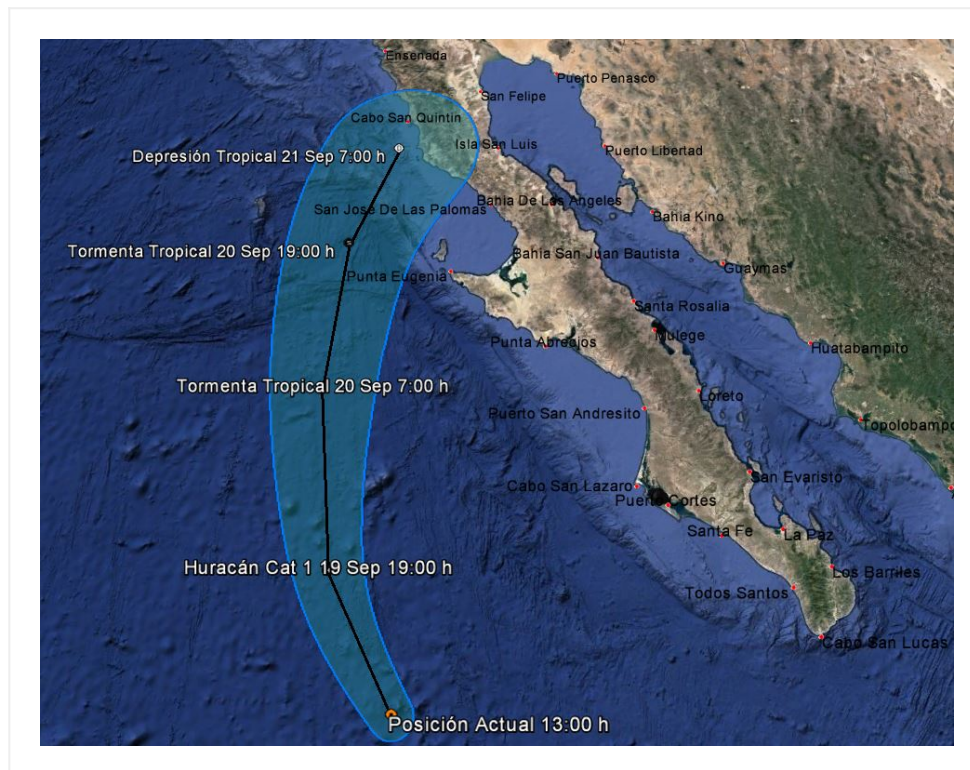 Ensenada
Puerto Penasco
San Felipe
Cabo San Quintin
Isla San Luis
Puerto Libertad
Depresión Tropical 21 Sep 7:00 h
Bahia De Los Angeles
San Jose De Las Palomas
Bahia Kino
Tormenta Tropical 20 Sep 19:00 h
Bahia San Juan Bautista
Punta Eugenia
Guaymas
Santa Rosalia
Mulege
Punta Abreojos
Huatabampito
Tormenta Tropical 20 Sep 7:00 h
Loreto
Puerto San Andresito
Topolobampo
San Evaristo
Cabo San Lazaro
Puerto Cortes
Santa Fe
La Paz
Huracán Cat 1 19 Sep 19:00 h
Los Barriles
Todos Santos
Cabo San Lucas
Posición Actual 13:00 h